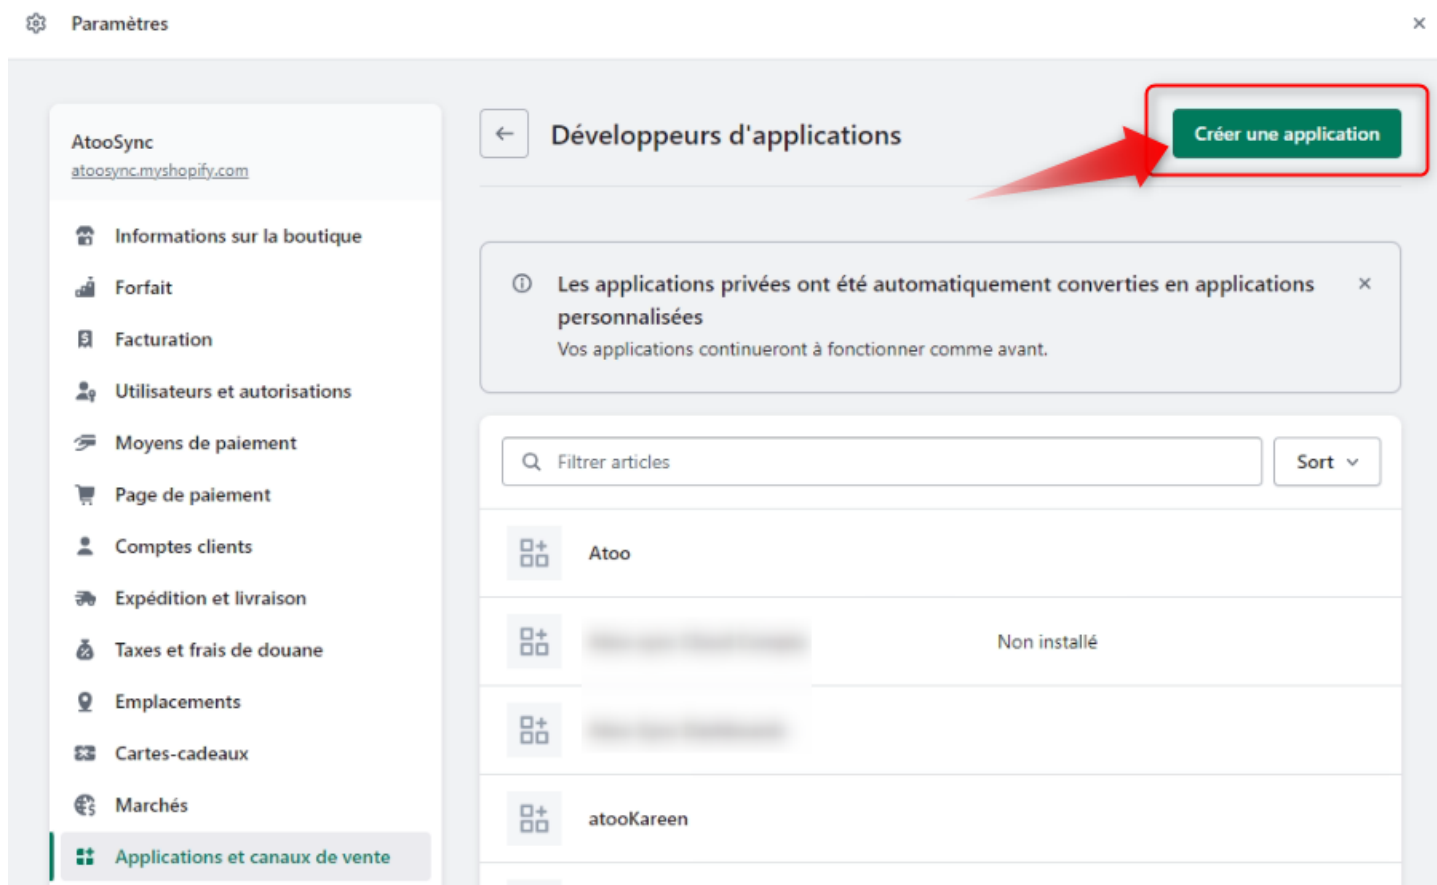 Paramètres
AtooSync
atoosync.myshopify.com
Informations sur la boutique
Forfait
Facturation
Utilisateurs et autorisations
Moyens de paiement
Page de paiement
Comptes clients
Expédition et livraison
Taxes et frais de douane
Emplacements
Cartes-cadeaux
Marchés
Applications et canaux de vente
Développeurs d'applications
Créer une application
Les applications privées ont été automatiquement converties en applications
personnalisées
Vos applications continueront à fonctionner comme avant.
Filtrer articles
Sort
Atoo
Non installé
atooKareen